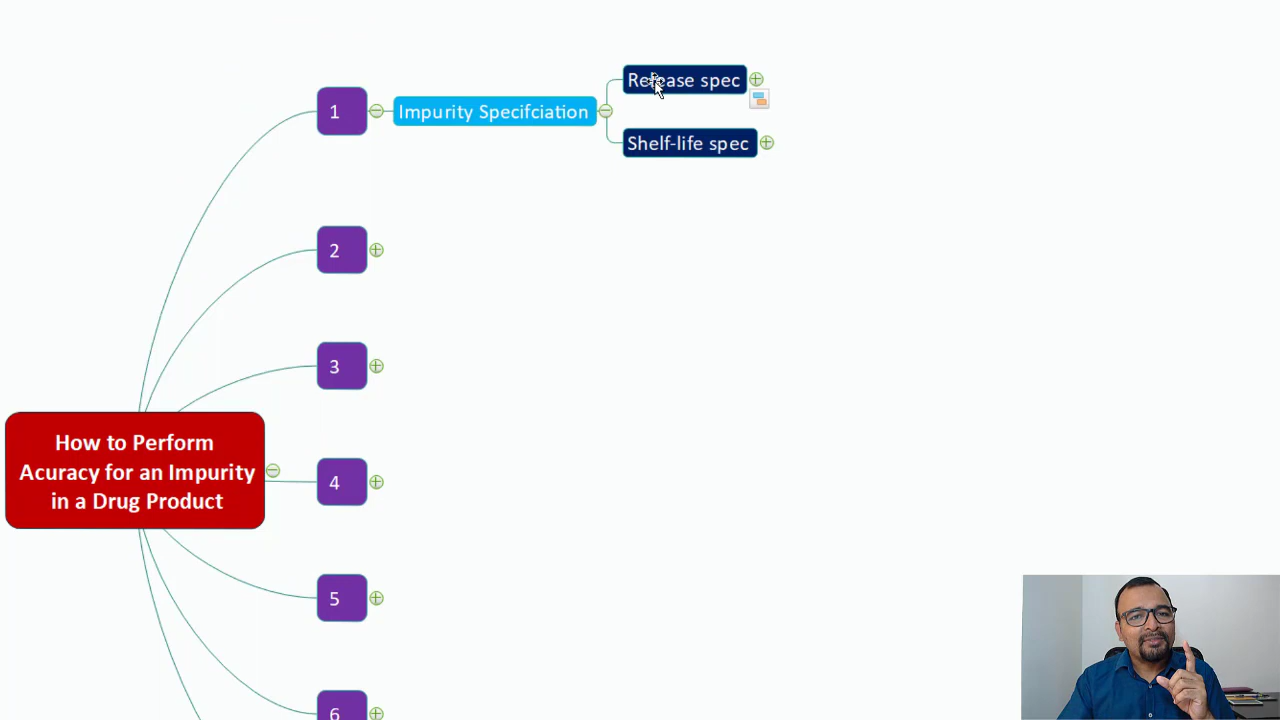 Release spec
1
Impurity Specifciation
Shelf-life spec
2
3
How to Perform
Acuracy for an Impurity
in a Drug Product
4
5
6